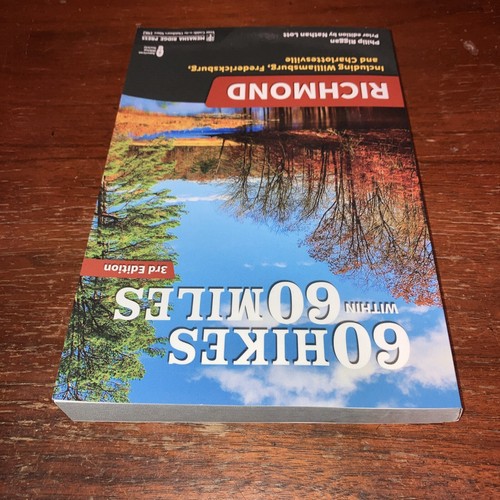 60 HIKES
WITHIN
60 MILES
3rd Edition
RICHMOND
Including Williamsburg, Fredericksburg,
and Charlottesville
Phillip Riggan
Prior edition by Nathan Lott
MENASHA RIDGE PRESS